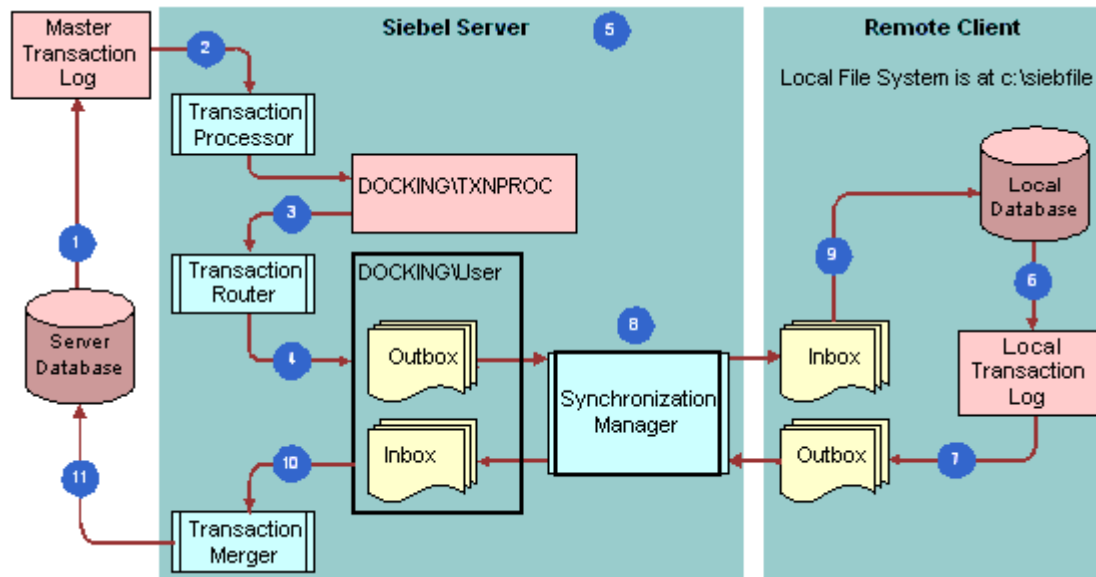 Siebel Server
5
Remote Client
Master
Transaction
Log
2
Local File System is at c:\siebfile
Transaction
Processor
DOCKING\TXNPROC
Local
Database
3
1
9
Transaction
Router
DOCKING\User
6
Server
Database
4
Outbox
8
Inbox
Local
Transaction
Log
Synchronization
Manager
11
10
Inbox
Outbox
7
Transaction
Merger